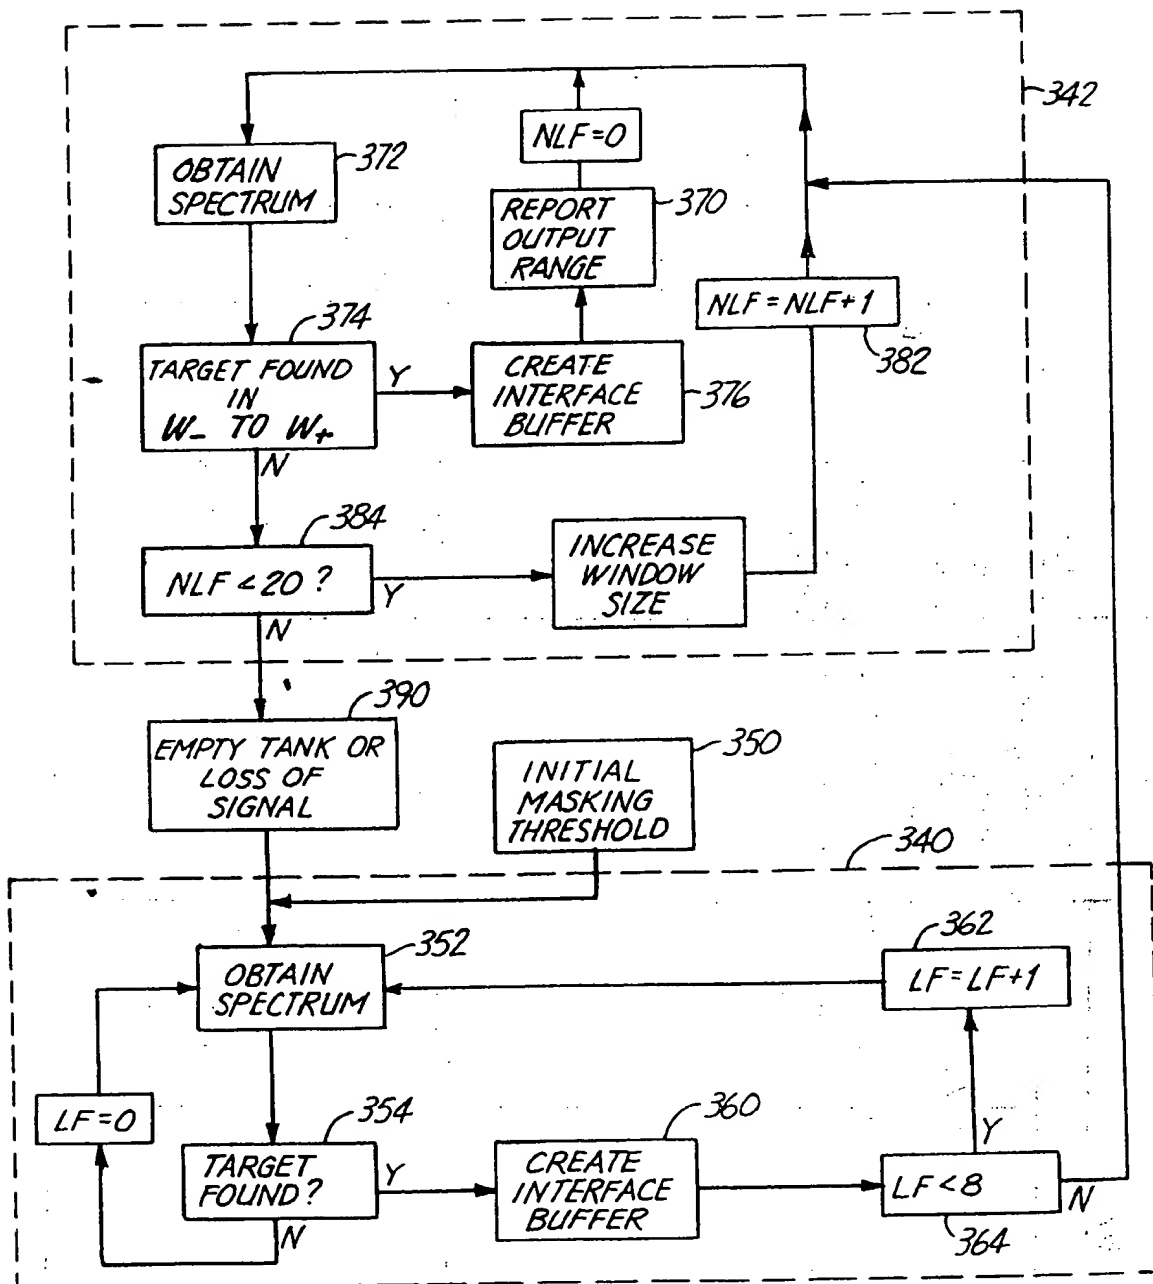 342
NLF=0
OBTAIN
SPECTRUM
372
REPORT
OUTPUT
RANGE
370
NLF=NLF+1
382
374
TARGET FOUND
IN
W- TO W+
Y
N
CREATE
INTERFACE
BUFFER
376
384
NLF<20?
Y
N
INCREASE
WINDOW
SIZE
390
EMPTY TANK OR
LOSS OF
SIGNAL
350
INITIAL
MASKING
THRESHOLD
340
352
OBTAIN
SPECTRUM
362
LF=LF+1
LF=0
354
TARGET
FOUND?
Y
N
360
CREATE
INTERFACE
BUFFER
Y
LF<8
N
364